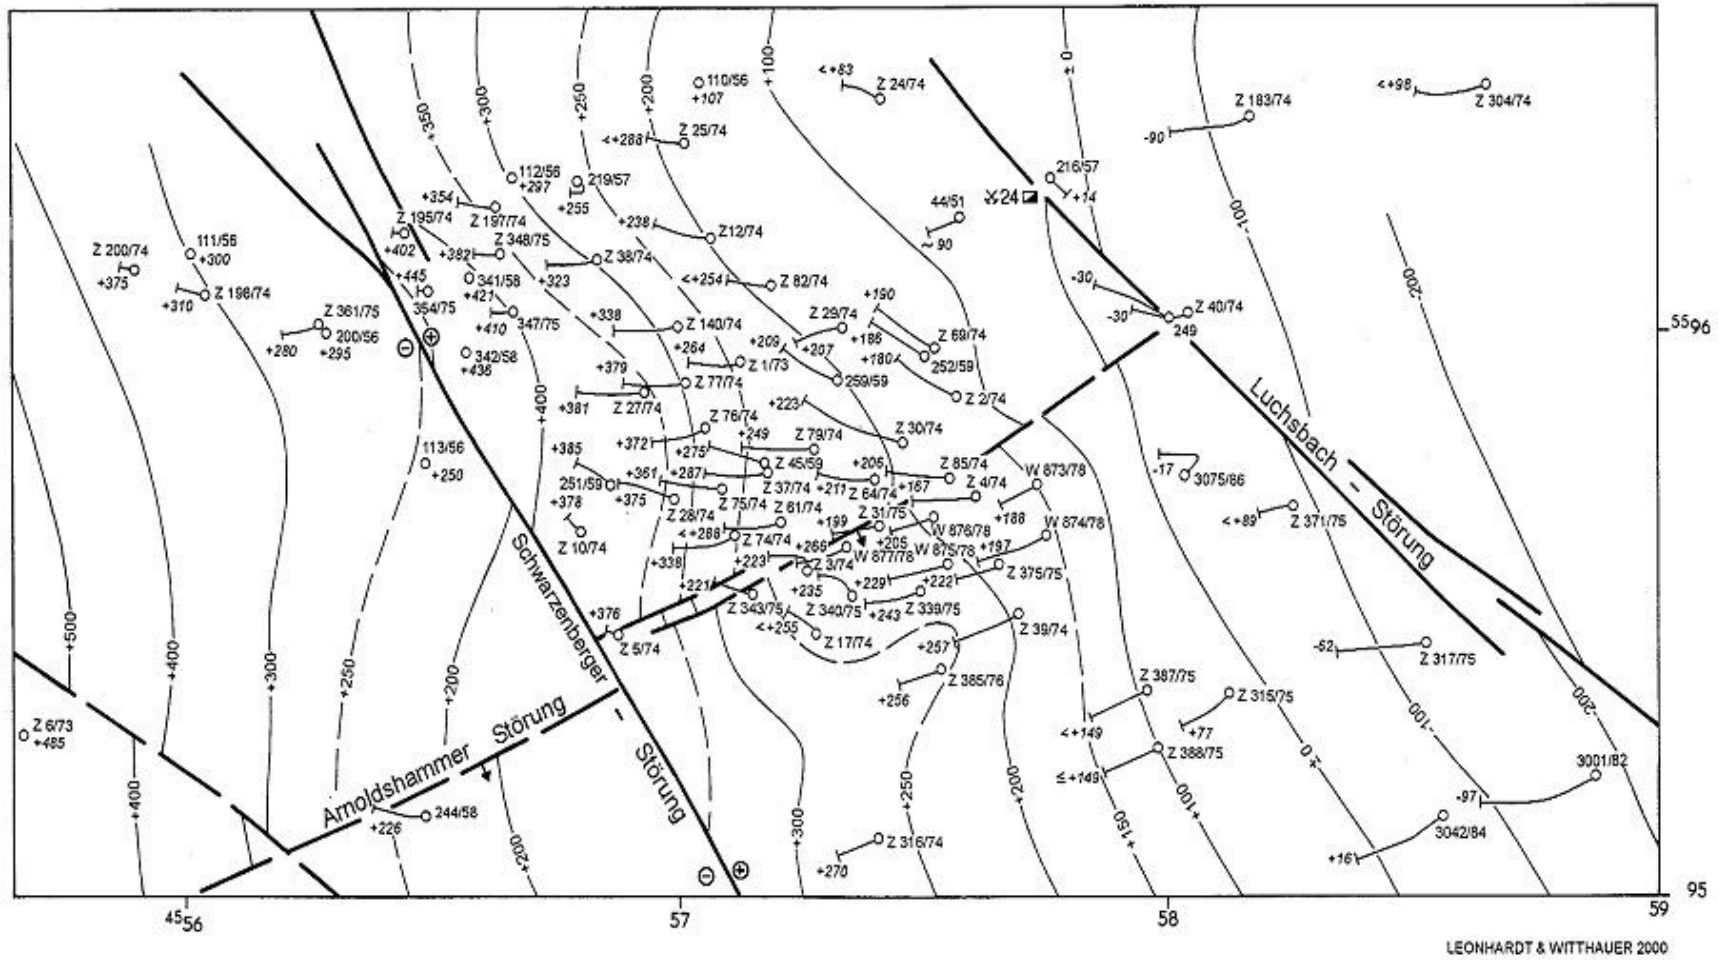 ±0
+100
<+83
Z 24/74
110/56
+107
<+98
Z 304/74
Z 183/74
-90
+350
+300
+250
+200
Z 25/74
<+288
112/56
+297
219/57
+255
216/57
+14
24
44/51
~90
-100
-200
+354
Z 197/74
Z 195/74
+402
+238
Z12/74
111/56
+300
Z 200/74
+375
+310
Z 348/75
+382
Z 38/74
+323
<+254
Z 82/74
-30
+445
354/75
341/58
+421
+410
347/75
Z 361/75
200/56
+280
+295
+338
Z 140/74
Z 29/74
+190
+186
+209
+207
Z 69/74
252/59
-30
Z 40/74
249
5596
342/58
+436
+264
Z 1/73
+379
Z 77/74
259/59
+180
Z 2/74
+381
Z 27/74
+400
+223
Z 76/74
+249
Z 79/74
Z 30/74
Luchsbach - Störung
113/56
+250
+385
+372
+275
Z 45/59
+206
Z 85/74
W 873/78
251/59
+361
+287
Z 37/74
+211
+167
Z 4/74
-17
3075/86
+378
+375
Z 75/74
Z 64/74
+188
Z 28/74
Z 61/74
Z 31/75
W 874/78
<+89
Z 371/75
Z 10/74
<+288
Z 74/74
+199
+205
W 876/78
+266
W 877/78
W 875/78
+197
+338
+223
Z 3/74
+229
+222
Z 375/75
+221
+235
Z 343/75
Z 340/75
+243
Z 339/75
+376
Z 5/74
<+255
Z 17/74
+257
Z 39/74
Schwarzenberger - Störung
+500
+400
+300
+250
+200
-62
Z 317/75
Z 385/76
+256
Z 387/75
<+149
Z 315/75
+77
-200
-100
±0
Z 6/73
+485
Arnoldshammer Störung
Z 388/75
≤+149
3001/82
-97
+400
+226
244/58
+200
+300
+250
+200
+150
+100
3042/84
+16
Z 316/74
+270
95
4556
57
58
59
LEONHARDT & WITTHAUER 2000